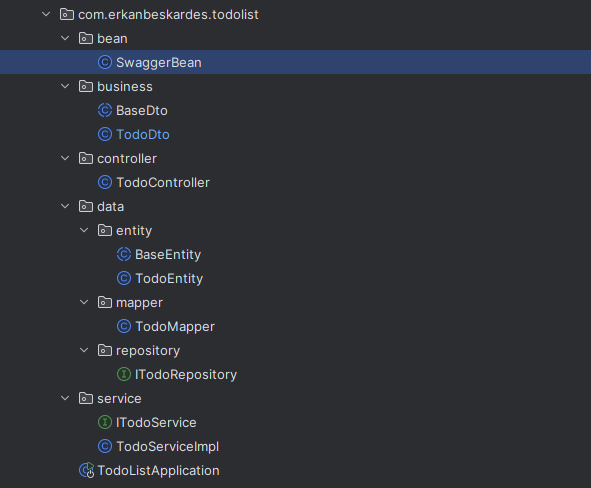 com.erkanbeskardes.todolist
bean
SwaggerBean
business
BaseDto
TodoDto
controller
TodoController
data
entity
BaseEntity
TodoEntity
mapper
TodoMapper
repository
ITodoRepository
service
ITodoService
TodoServiceImpl
TodoListApplication